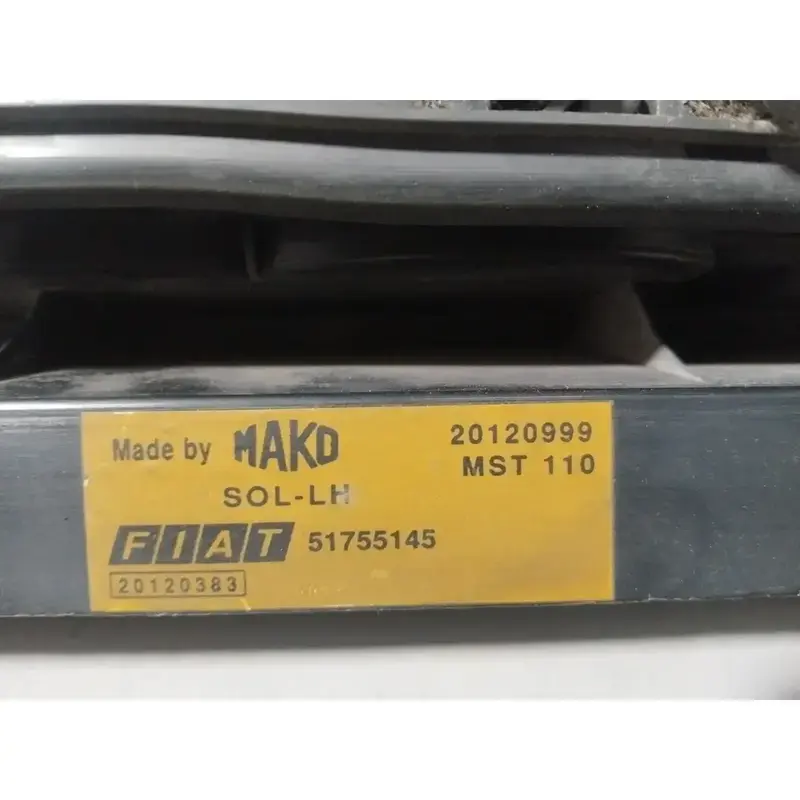 Made by MAKO 20120999
MST 110
SOL-LH
FIAT 51755145
20120383